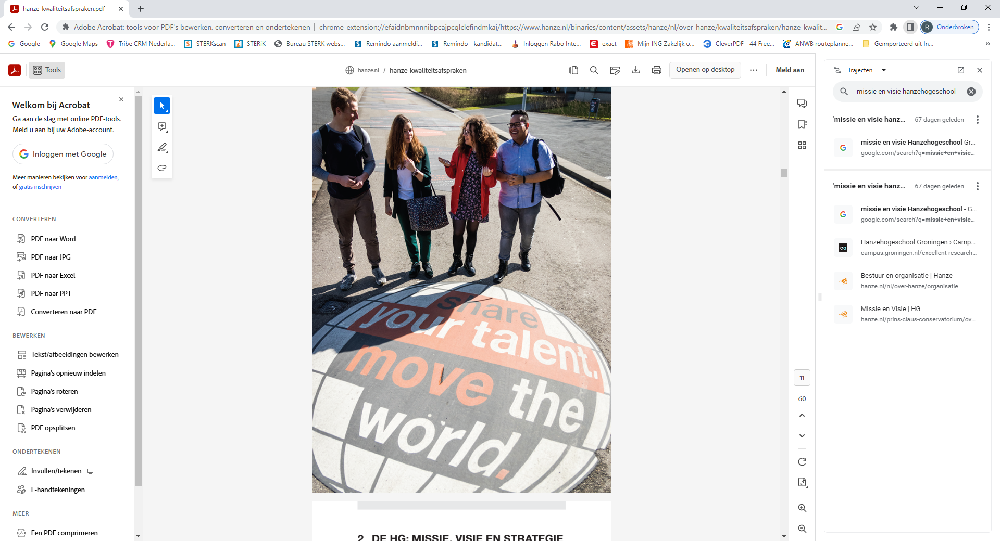 hanze-kwaliteitsafspraken.pdf
Adobe Acrobat: tools voor PDF's bewerken, converteren en ondertekenen
chrome-extension://efaidnbmnnnibpcajpcglclefindmkaj/https://www.hanze.nl/binaries/content/assets/hanze/nl/over-hanze/kwaliteitsafspraken/hanze-kwalit...
R Onderbroken
Google
Google Maps
Tribe CRM Nederla...
STERKscan
STERiK
Bureau STERK webs...
Remindo aanmeldi...
Remindo - kandidat...
Inloggen Rabo Inte...
exact
Mijn ING Zakelijk o...
CleverPDF - 44 Free...
ANWB routeplanne...
Geïmporteerd uit In...
»
Tools
hanze.nl / hanze-kwaliteitsafspraken
Openen op desktop
Meld aan
Welkom bij Acrobat
Ga aan de slag met online PDF-tools.
Meld u aan bij uw Adobe-account.
Inloggen met Google
Meer manieren bekijken voor aanmelden,
of gratis inschrijven
CONVERTEREN
PDF naar Word
PDF naar JPG
PDF naar Excel
PDF naar PPT
Converteren naar PDF
BEWERKEN
Tekst/afbeeldingen bewerken
Pagina's opnieuw indelen
Pagina's roteren
Pagina's verwijderen
PDF opsplitsen
ONDERTEKENEN
Invullen/tekenen
E-handtekeningen
MEER
Een PDF comprimeren
share
your talent.
move the
world.
2 DE HG: MISSIE, VISIE EN STRATEGIE
11
60
Trajecten
missie en visie hanzehogeschool
'missie en visie hanz...
67 dagen geleden
missie en visie Hanzehogeschool Gr...
google.com/search?q=missie+en+visie...
'missie en visie hanz...
67 dagen geleden
missie en visie Hanzehogeschool - G...
google.com/search?q=missie+en+visie...
CG
Hanzehogeschool Groningen › Camp...
campus.groningen.nl/excellent-research...
Bestuur en organisatie | Hanze
hanze.nl/nl/over-hanze/organisatie
Missie en Visie | HG
hanze.nl/prins-claus-conservatorium/ov...